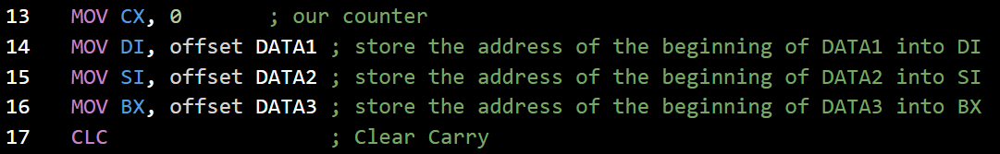 13 MOV CX, 0 ; our counter
14 MOV DI, offset DATA1 ; store the address of the beginning of DATA1 into DI
15 MOV SI, offset DATA2 ; store the address of the beginning of DATA2 into SI
16 MOV BX, offset DATA3 ; store the address of the beginning of DATA3 into BX
17 CLC ; Clear Carry